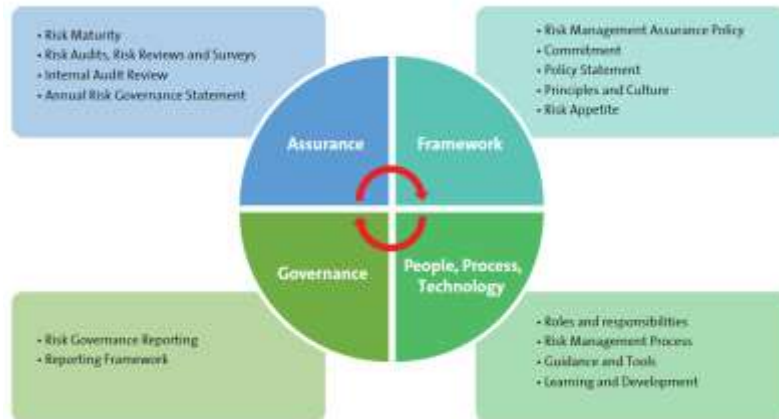 • Risk Maturity
• Risk Audits, Risk Reviews and Surveys
• Internal Audit Review
• Annual Risk Governance Statement
• Risk Management Assurance Policy
• Commitment
• Policy Statement
• Principles and Culture
• Risk Appetite
Assurance
Framework
Governance
People, Process,
Technology
• Risk Governance Reporting
• Reporting Framework
• Roles and responsibilities
• Risk Management Process
• Guidance and Tools
• Learning and Development